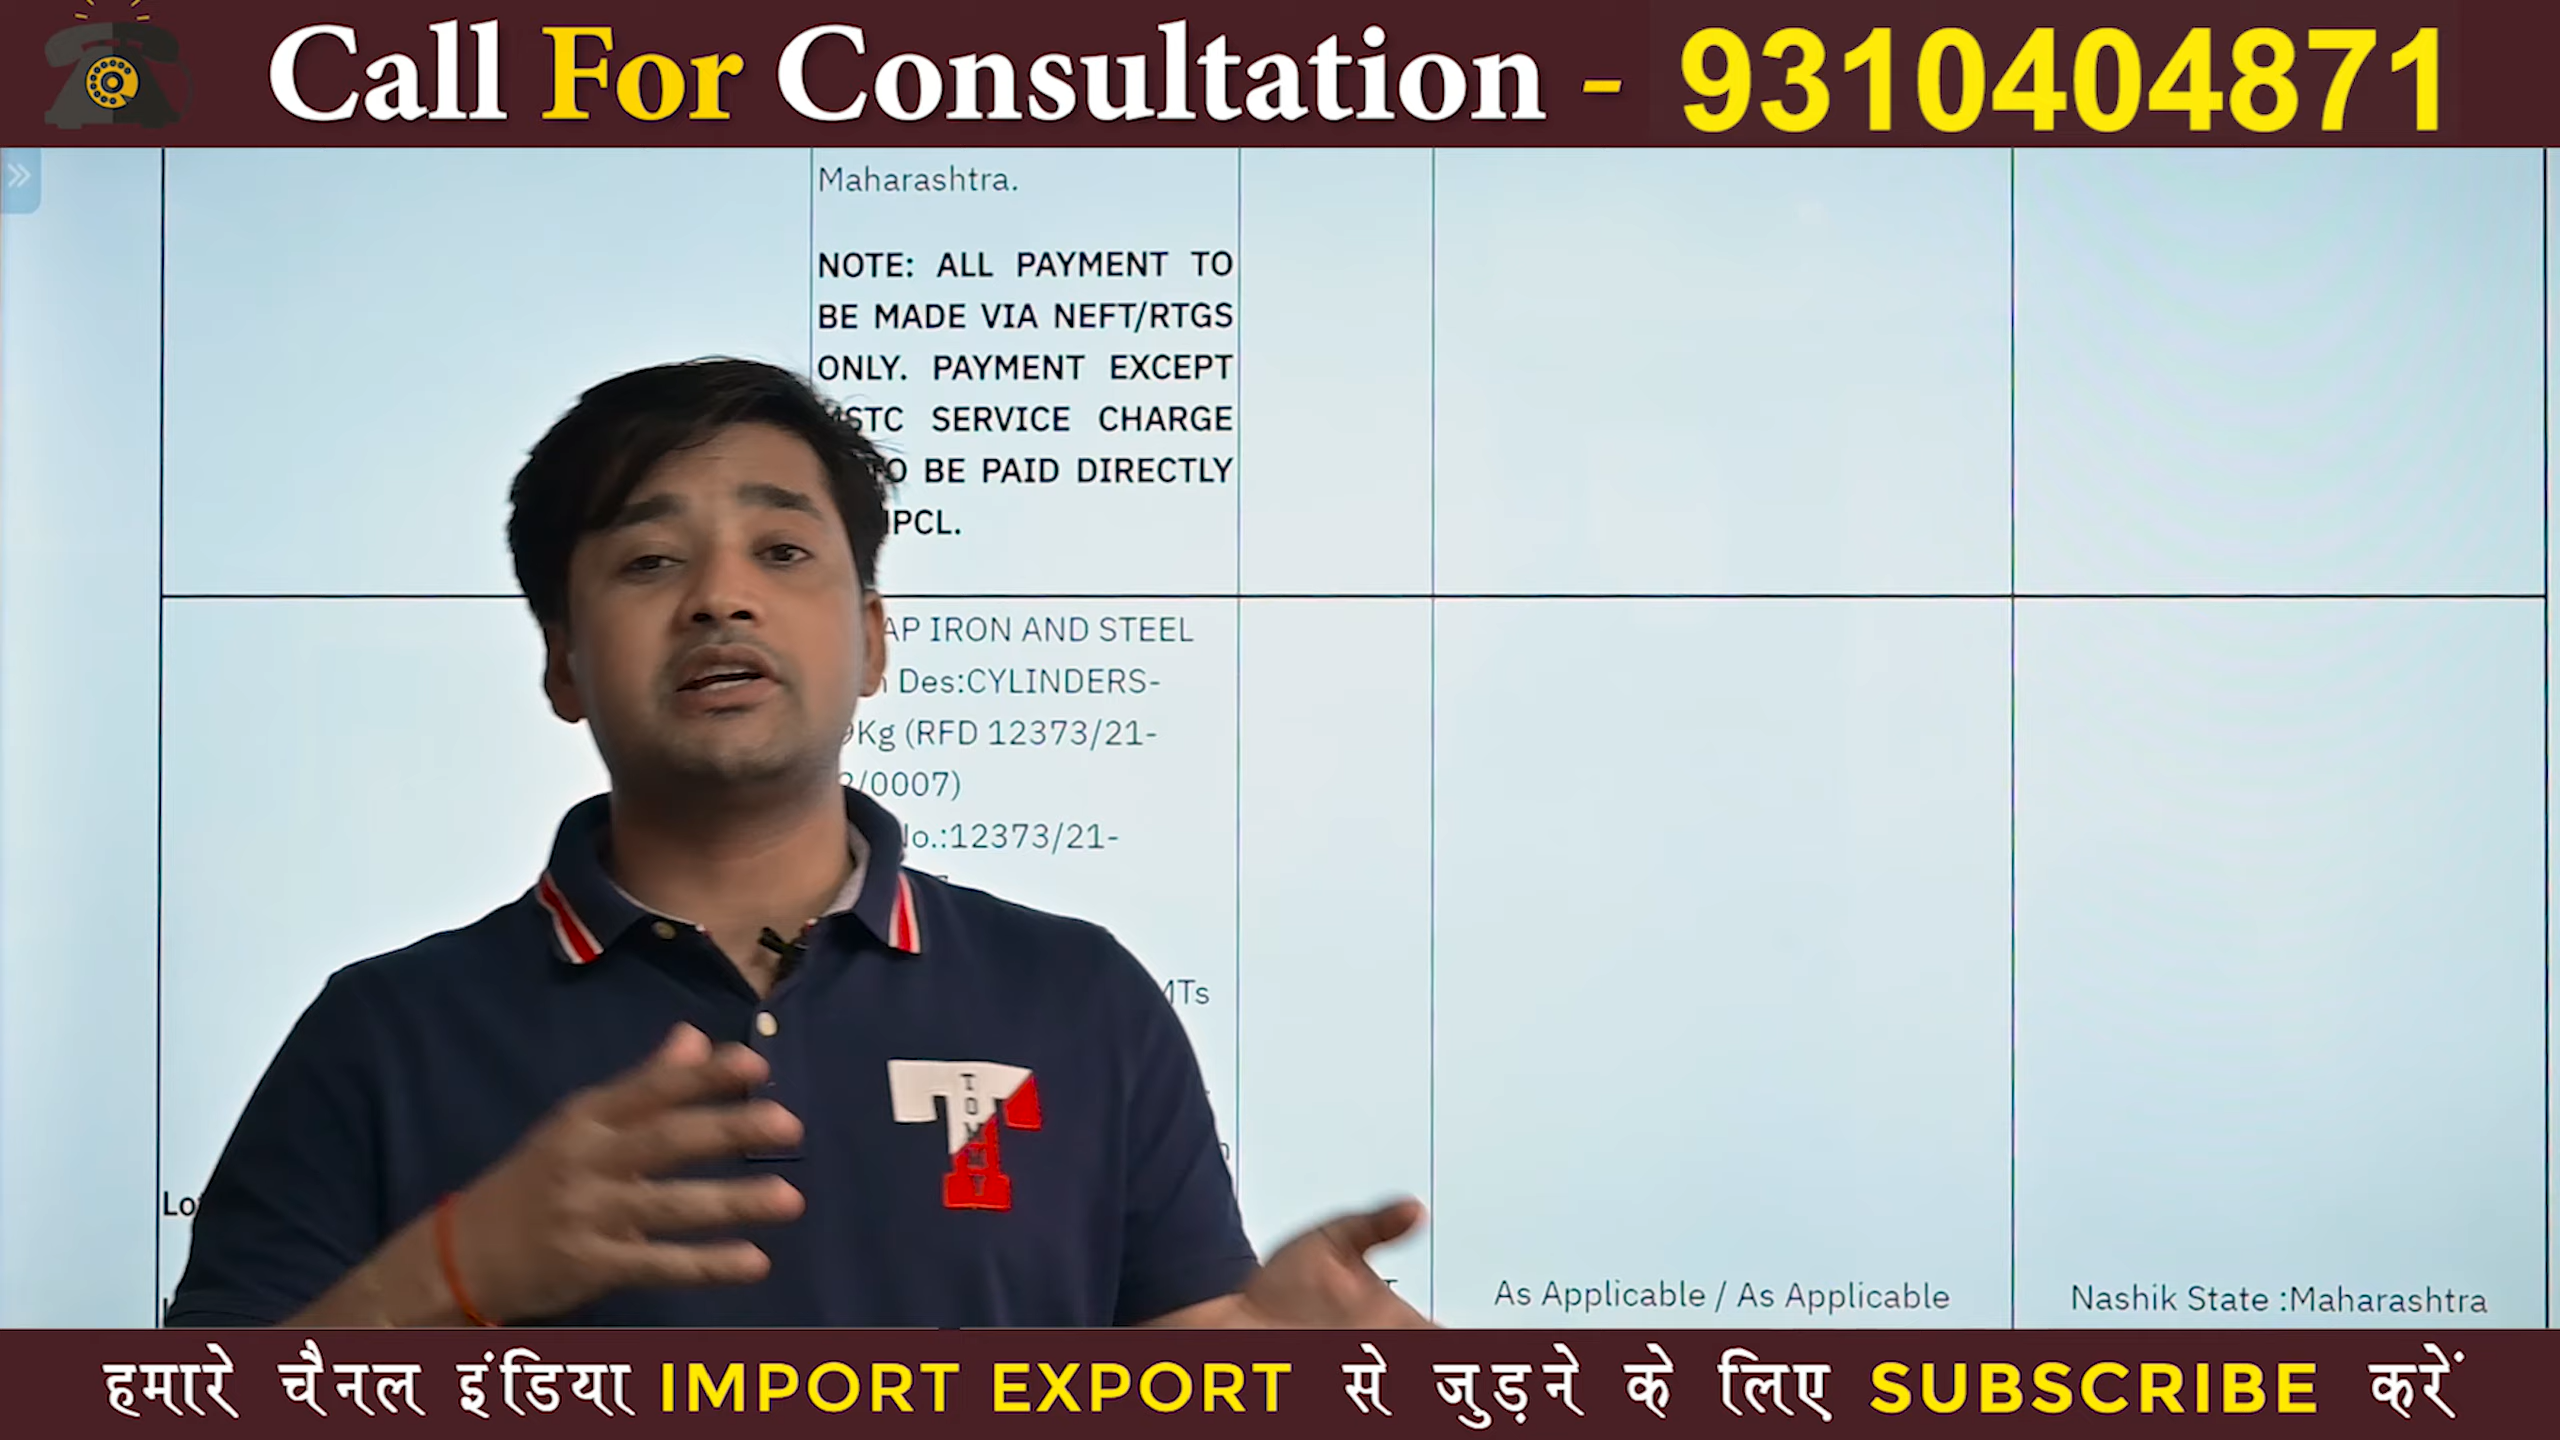 Call For Consultation - 9310404871
Maharashtra.
NOTE: ALL PAYMENT TO
BE MADE VIA NEFT/RTGS
ONLY. PAYMENT EXCEPT
SERVICE CHARGE
BE PAID DIRECTLY
IRON AND STEEL
Des:CYLINDERS-
(RFD 12373/21-
/0007)
12373/21-
TOMMY
As Applicable / As Applicable
Nashik State :Maharashtra
हमारे चैनल इंडिया IMPORT EXPORT से जुड़ने के लिए SUBSCRIBE करें